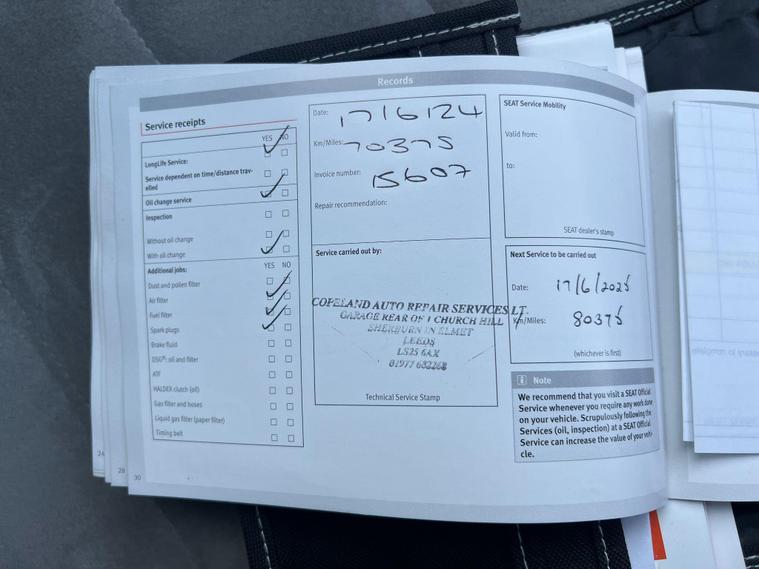 Records
Service receipts
YES NO
LongLife Service:
Service dependent on time/distance trav-
elled
Oil change service
Inspection
Without oil change
With oil change
Additional jobs: YES NO
Dust and pollen filter
Air filter
Fuel filter
Spark plugs
Brake fluid
DSG®: oil and filter
ATF
HALDEX clutch (oil)
Gas filter and hoses
Liquid gas filter (paper filter)
Timing belt
Date: 17/6/24
Km/Miles: 70375
Invoice number: 15607
Repair recommendation:
Service carried out by:
COPELAND AUTO REPAIR SERVICES LT.
GARAGE REAR OF 1 CHURCH HILL
SHERBURN IN ELMET
LEEDS
LS25 6AX
01977 682268
Technical Service Stamp
SEAT Service Mobility
Valid from:
to:
SEAT dealer's stamp
Next Service to be carried out
Date: 17/6/2025
Km/Miles: 80375
(whichever is first)
Note
We recommend that you visit a SEAT Official
Service whenever you require any work done
on your vehicle. Scrupulously following the
Services (oil, inspection) at a SEAT Official
Service can increase the value of your vehi-
cle.
24
28
30